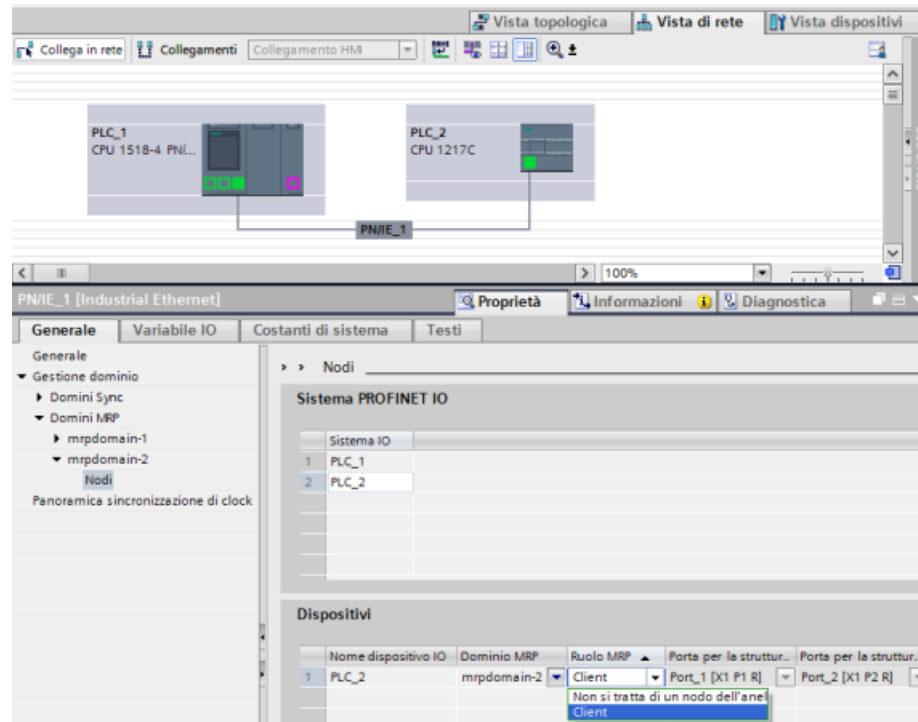 Vista topologica Vista di rete Vista dispositivi
Collega in rete Collegamenti Collegamento HMI
PLC_1
CPU 1518-4 PN/...
PLC_2
CPU 1217C
PN/IE_1
100%
PN/IE_1 [Industrial Ethernet] Proprietà Informazioni Diagnostica
Generale Variabile IO Costanti di sistema Testi
Generale
Gestione dominio
Domini Sync
Domini MRP
mrpdomain-1
mrpdomain-2
Nodi
Panoramica sincronizzazione di clock
> > Nodi
Sistema PROFINET IO
Sistema IO
1 PLC_1
2 PLC_2
Dispositivi
Nome dispositivo IO Dominio MRP Ruolo MRP Porta per la struttur... Porta per la struttur...
1 PLC_2 mrpdomain-2 Client Port_1 [X1 P1 R] Port_2 [X1 P2 R]
Non si tratta di un nodo dell'anel
Client